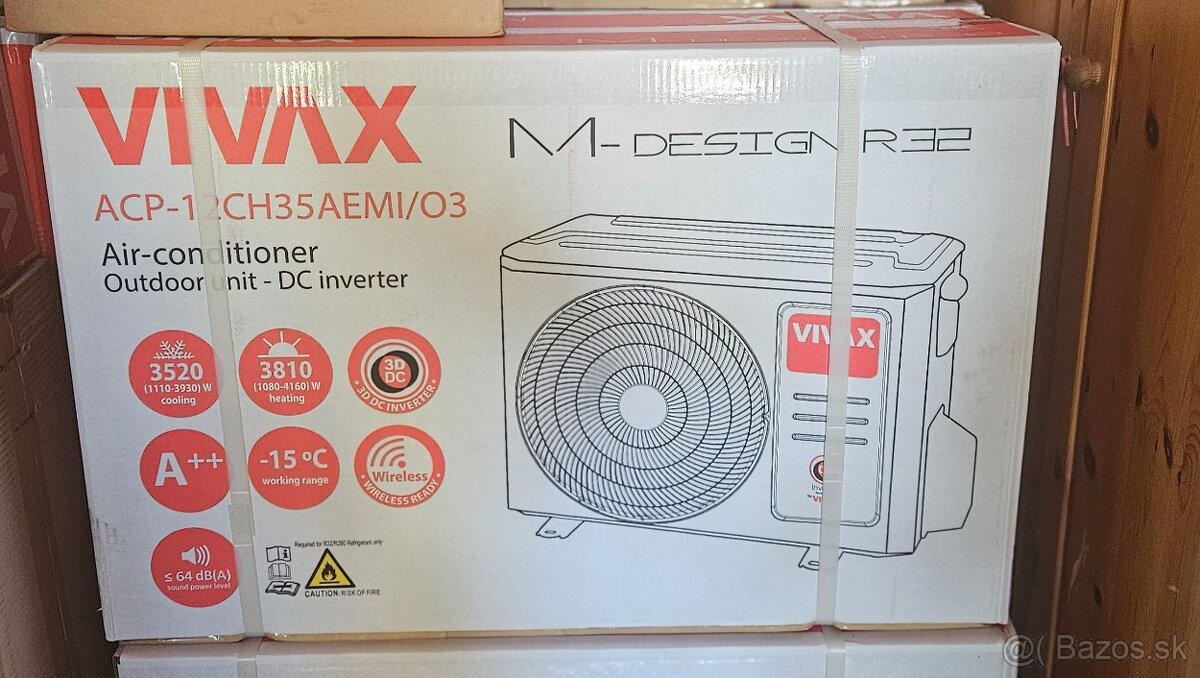 VIVAX
M-DESIGN R32
ACP-12CH35AEMI/O3
Air-conditioner
Outdoor unit - DC inverter
3520
(1110-3930) W
cooling
3810
(1080-4160) W
heating
3D
DC
3D DC INVERTER
A++
-15 ºC
working range
Wireless
WIRELESS READY
≤ 64 dB(A)
sound power level
Required for R32/R290 Refrigerant only
CAUTION: RISK OF FIRE
VIVAX
@( Bazos.sk